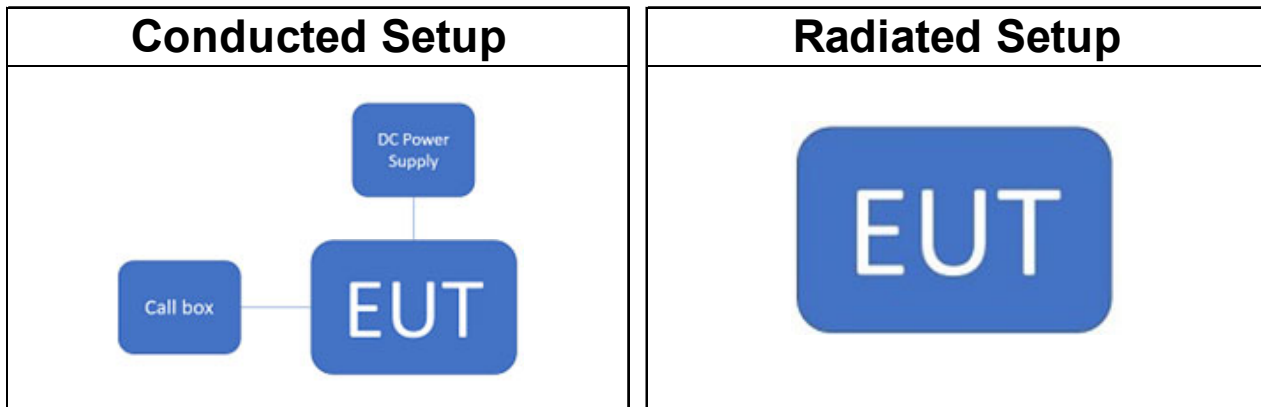 Conducted Setup
DC Power
Supply
Call box
EUT
Radiated Setup
EUT